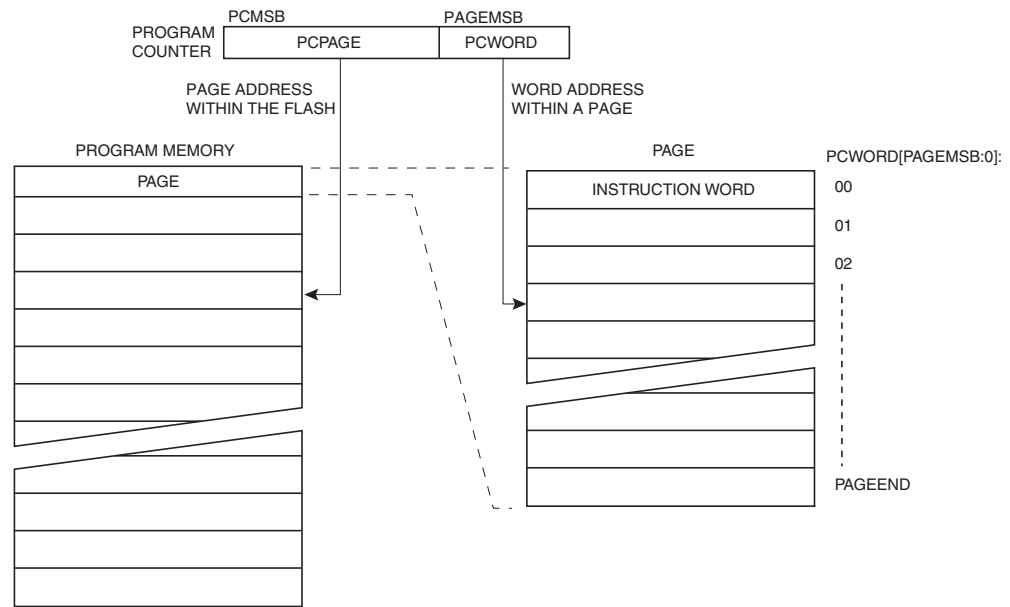 PCMSB
PAGEMSB
PROGRAM
COUNTER
PCPAGE
PCWORD
PAGE ADDRESS
WITHIN THE FLASH
WORD ADDRESS
WITHIN A PAGE
PROGRAM MEMORY
PAGE
PAGE
INSTRUCTION WORD
PCWORD[PAGEMSB:0]:
00
01
02
PAGEEND